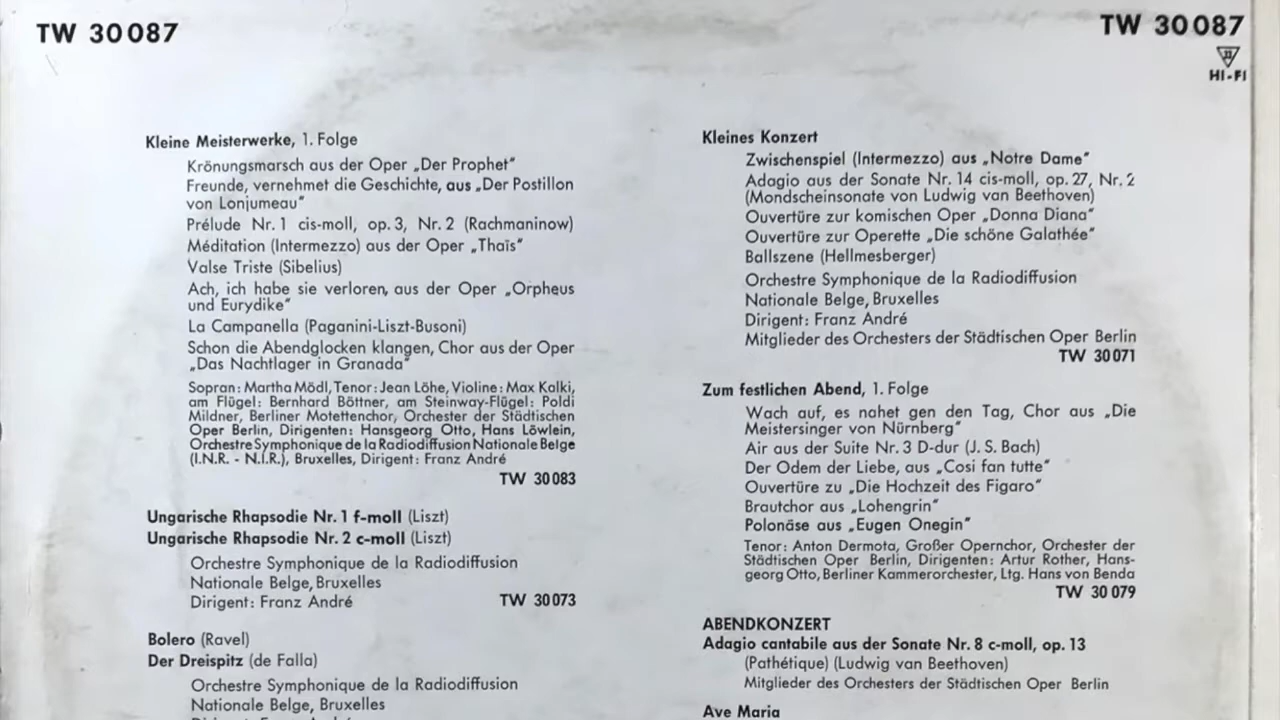 TW 30087
TW 30087
HI-FI
Kleine Meisterwerke, 1. Folge
Krönungsmarsch aus der Oper „Der Prophet“
Freunde, vernehmet die Geschichte, aus „Der Postillon
von Lonjumeau“
Prélude Nr. 1 cis-moll, op. 3, Nr. 2 (Rachmaninow)
Méditation (Intermezzo) aus der Oper „Thaïs“
Valse Triste (Sibelius)
Ach, ich habe sie verloren, aus der Oper „Orpheus
und Eurydike“
La Campanella (Paganini-Liszt-Busoni)
Schon die Abendglocken klangen, Chor aus der Oper
„Das Nachtlager in Granada“
Sopran: Martha Mödl, Tenor: Jean Löhe, Violine: Max Kalki,
am Flügel: Bernhard Böttner, am Steinway-Flügel: Poldi
Mildner, Berliner Motettenchor, Orchester der Städtischen
Oper Berlin, Dirigenten: Hansgeorg Otto, Hans Löwlein,
Orchestre Symphonique de la Radiodiffusion Nationale Belge
(I.N.R. - N.I.R.), Bruxelles, Dirigent: Franz André
TW 30083
Ungarische Rhapsodie Nr. 1 f-moll (Liszt)
Ungarische Rhapsodie Nr. 2 c-moll (Liszt)
Orchestre Symphonique de la Radiodiffusion
Nationale Belge, Bruxelles
Dirigent: Franz André TW 30073
Bolero (Ravel)
Der Dreispitz (de Falla)
Orchestre Symphonique de la Radiodiffusion
Nationale Belge, Bruxelles
Kleines Konzert
Zwischenspiel (Intermezzo) aus „Notre Dame“
Adagio aus der Sonate Nr. 14 cis-moll, op. 27, Nr. 2
(Mondscheinsonate von Ludwig van Beethoven)
Ouvertüre zur komischen Oper „Donna Diana“
Ouvertüre zur Operette „Die schöne Galathée“
Ballszene (Hellmesberger)
Orchestre Symphonique de la Radiodiffusion
Nationale Belge, Bruxelles
Dirigent: Franz André
Mitglieder des Orchesters der Städtischen Oper Berlin
TW 30071
Zum festlichen Abend, 1. Folge
Wach auf, es nahet gen den Tag, Chor aus „Die
Meistersinger von Nürnberg“
Air aus der Suite Nr. 3 D-dur (J. S. Bach)
Der Odem der Liebe, aus „Cosi fan tutte“
Ouvertüre zu „Die Hochzeit des Figaro“
Brautchor aus „Lohengrin“
Polonäse aus „Eugen Onegin“
Tenor: Anton Dermota, Großer Opernchor, Orchester der
Städtischen Oper Berlin, Dirigenten: Artur Rother, Hans-
georg Otto, Berliner Kammerorchester, Ltg. Hans von Benda
TW 30079
ABENDKONZERT
Adagio cantabile aus der Sonate Nr. 8 c-moll, op. 13
(Pathétique) (Ludwig van Beethoven)
Mitglieder des Orchesters der Städtischen Oper Berlin
Ave Maria